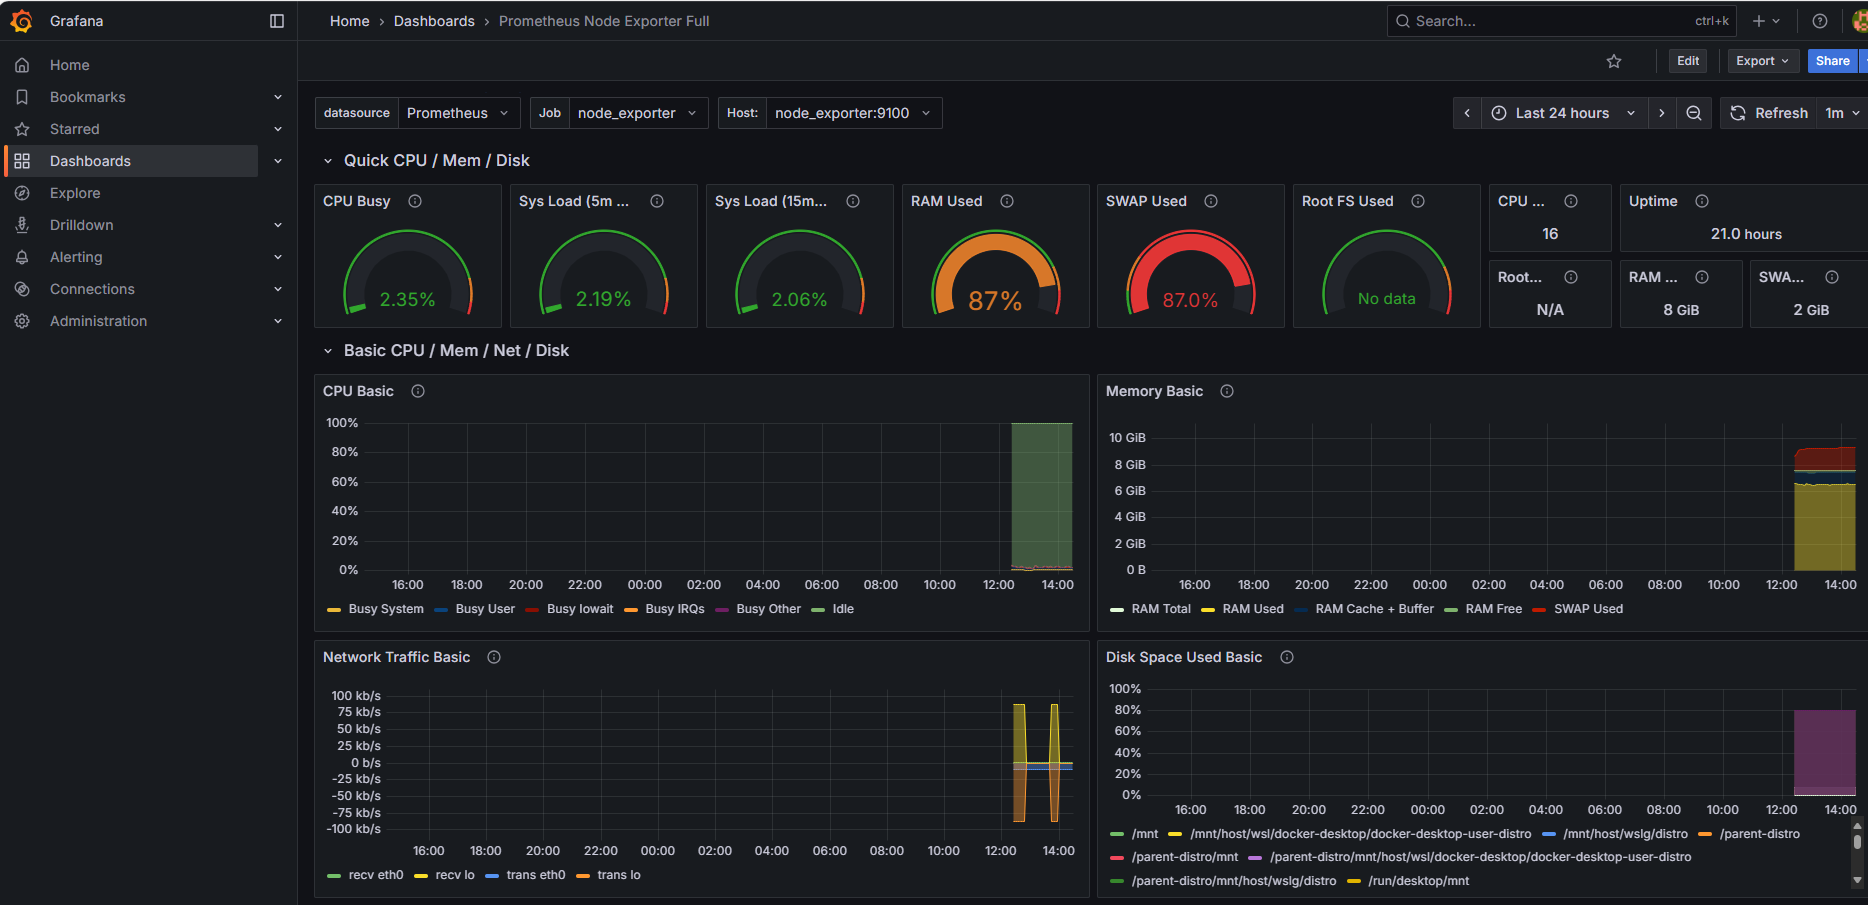 Grafana
Home › Dashboards › Prometheus Node Exporter Full
Search... ctrl+k
Edit Export Share
Home
Bookmarks
Starred
Dashboards
Explore
Drilldown
Alerting
Connections
Administration
datasource Prometheus Job node_exporter Host: node_exporter:9100 Last 24 hours Refresh 1m
Quick CPU / Mem / Disk
CPU Busy
2.35%
Sys Load (5m ...
2.19%
Sys Load (15m...
2.06%
RAM Used
87%
SWAP Used
87.0%
Root FS Used
No data
CPU ...
16
Uptime
21.0 hours
Root...
N/A
RAM ...
8 GiB
SWA...
2 GiB
Basic CPU / Mem / Net / Disk
CPU Basic
100%
80%
60%
40%
20%
0%
16:00 18:00 20:00 22:00 00:00 02:00 04:00 06:00 08:00 10:00 12:00 14:00
Busy System Busy User Busy Iowait Busy IRQs Busy Other Idle
Memory Basic
10 GiB
8 GiB
6 GiB
4 GiB
2 GiB
0 B
16:00 18:00 20:00 22:00 00:00 02:00 04:00 06:00 08:00 10:00 12:00 14:00
RAM Total RAM Used RAM Cache + Buffer RAM Free SWAP Used
Network Traffic Basic
100 kb/s
75 kb/s
50 kb/s
25 kb/s
0 b/s
-25 kb/s
-50 kb/s
-75 kb/s
-100 kb/s
16:00 18:00 20:00 22:00 00:00 02:00 04:00 06:00 08:00 10:00 12:00 14:00
recv eth0 recv lo trans eth0 trans lo
Disk Space Used Basic
100%
80%
60%
40%
20%
0%
16:00 18:00 20:00 22:00 00:00 02:00 04:00 06:00 08:00 10:00 12:00 14:00
/mnt /mnt/host/wsl/docker-desktop/docker-desktop-user-distro /mnt/host/wslg/distro /parent-distro
/parent-distro/mnt /parent-distro/mnt/host/wsl/docker-desktop/docker-desktop-user-distro
/parent-distro/mnt/host/wslg/distro /run/desktop/mnt